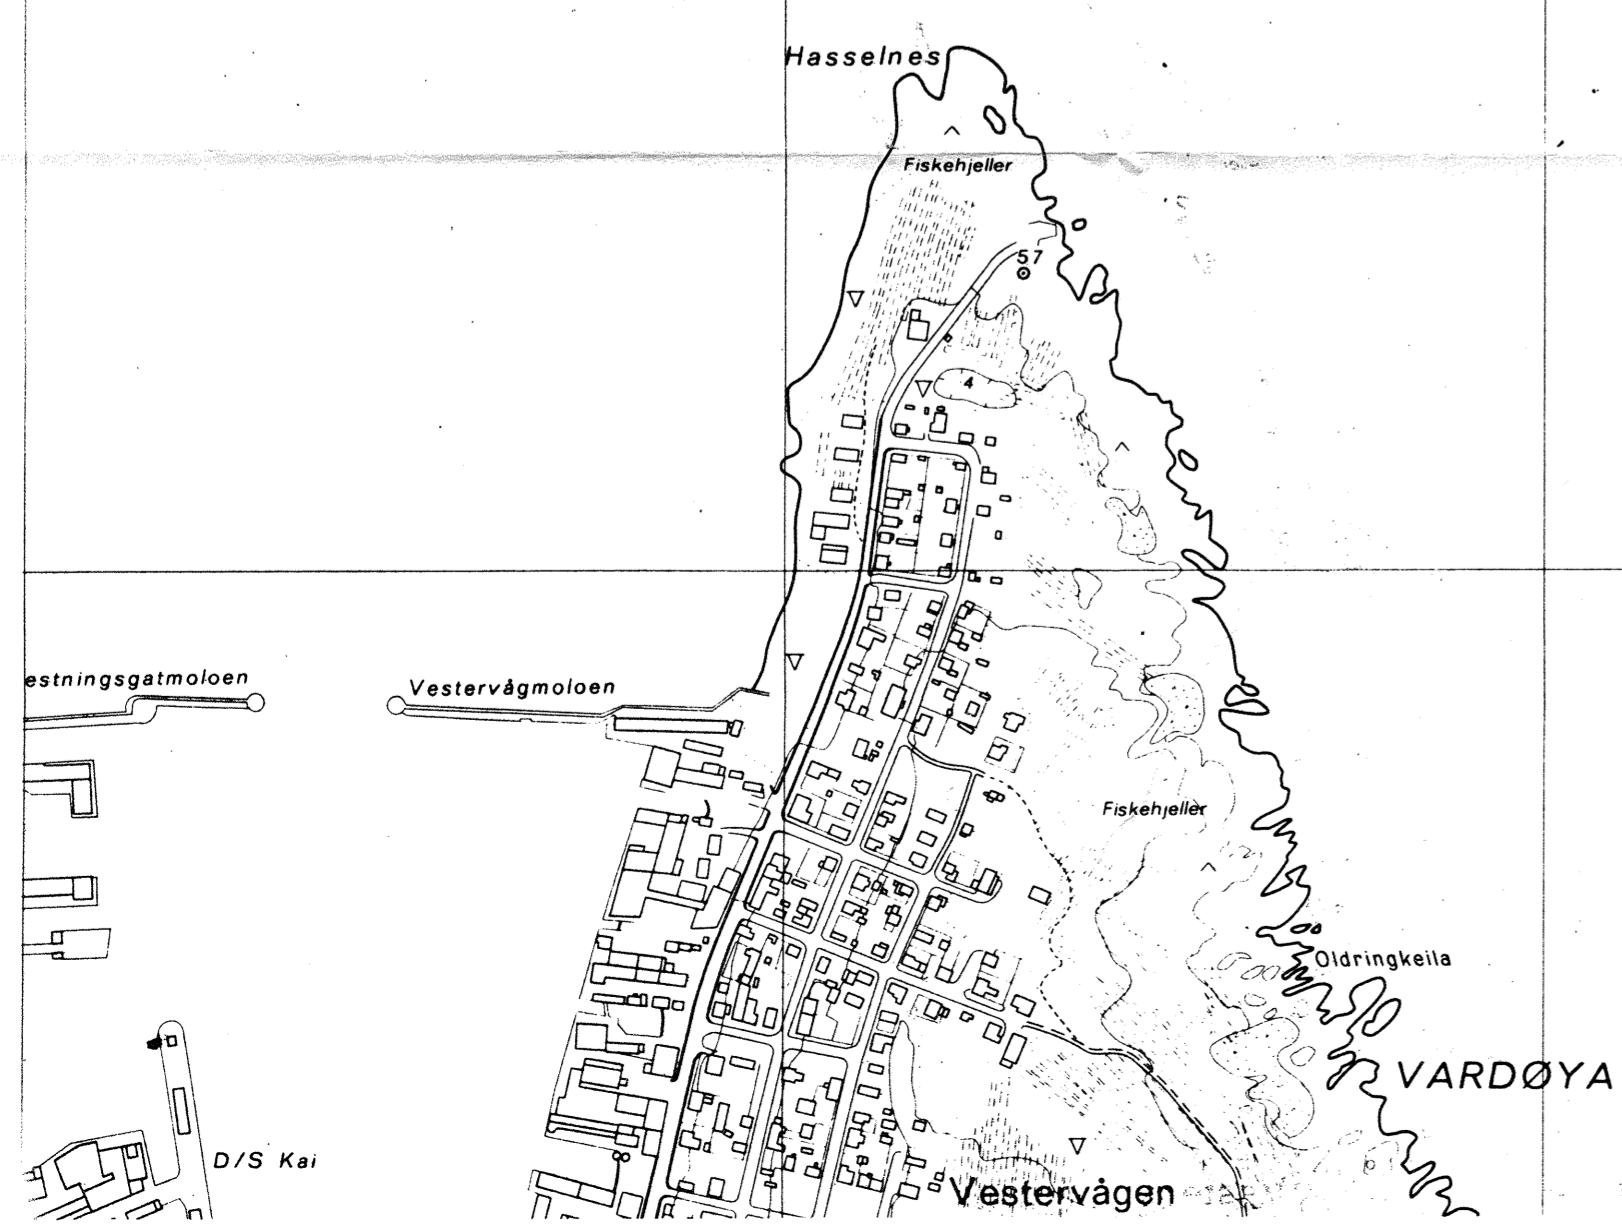 Hasselnes
Fiskehjeller
57
4
estningsgatmoloen
Vestervågmoloen
Fiskehjeller
Oldringkeila
VARDØYA
D/S Kai
Vestervågen